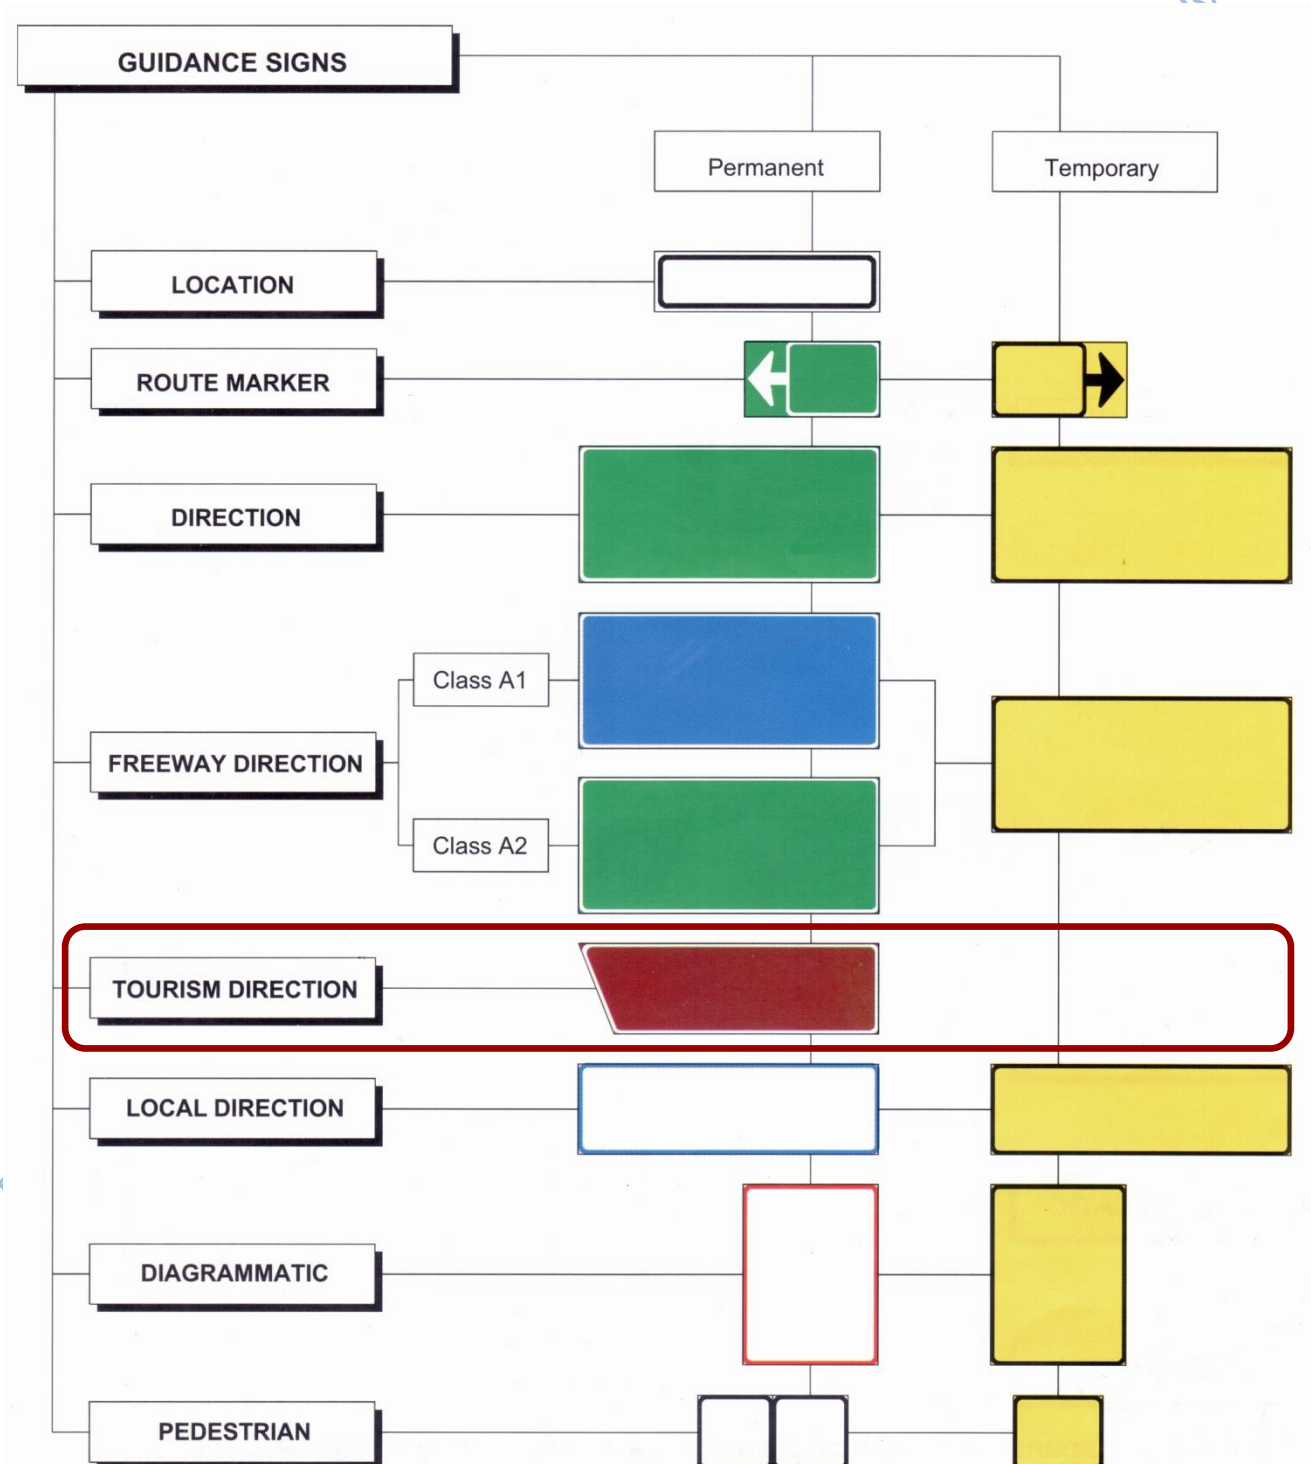 GUIDANCE SIGNS
Permanent
Temporary
LOCATION
ROUTE MARKER
DIRECTION
Class A1
FREEWAY DIRECTION
Class A2
TOURISM DIRECTION
LOCAL DIRECTION
DIAGRAMMATIC
PEDESTRIAN